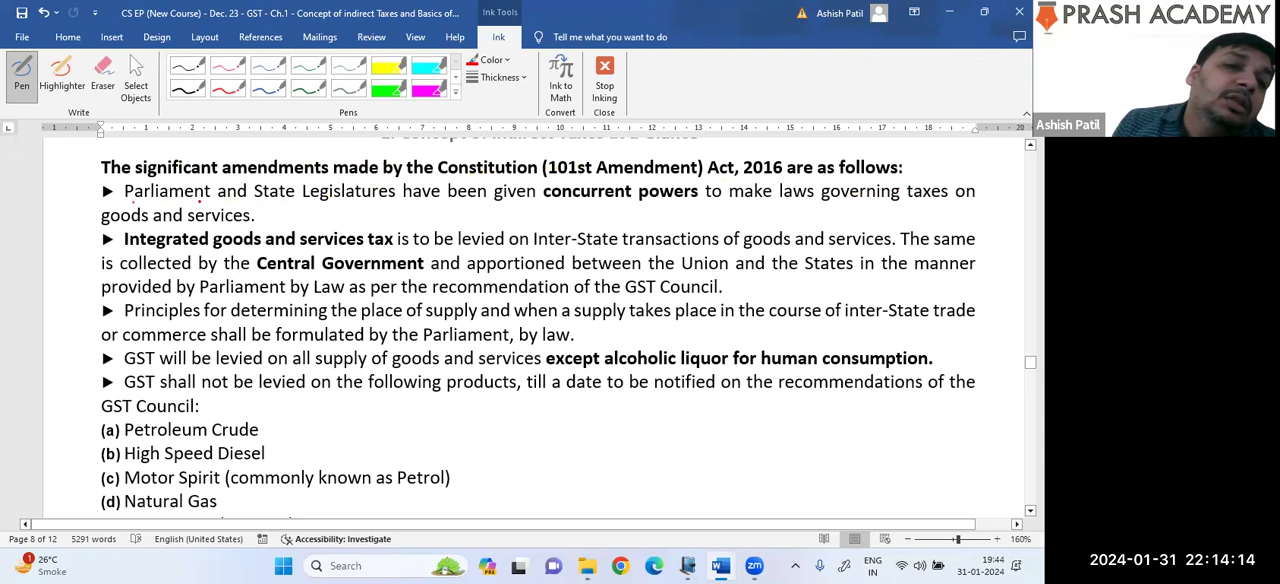 CS EP (New Course) - Dec. 23 - GST - Ch.1 - Concept of indirect Taxes and Basics of...
Ink Tools
Ashish Patil
PRASH ACADEMY
File Home Insert Design Layout References Mailings Review View Help Ink Tell me what you want to do
Pen Highlighter Eraser Select Objects
Color
Thickness
Ink to Math
Stop Inking
Write Pens Convert Close
Ashish Patil
The significant amendments made by the Constitution (101st Amendment) Act, 2016 are as follows:
► Parliament and State Legislatures have been given concurrent powers to make laws governing taxes on
goods and services.
► Integrated goods and services tax is to be levied on Inter-State transactions of goods and services. The same
is collected by the Central Government and apportioned between the Union and the States in the manner
provided by Parliament by Law as per the recommendation of the GST Council.
► Principles for determining the place of supply and when a supply takes place in the course of inter-State trade
or commerce shall be formulated by the Parliament, by law.
► GST will be levied on all supply of goods and services except alcoholic liquor for human consumption.
► GST shall not be levied on the following products, till a date to be notified on the recommendations of the
GST Council:
(a) Petroleum Crude
(b) High Speed Diesel
(c) Motor Spirit (commonly known as Petrol)
(d) Natural Gas
Page 8 of 12 5291 words English (United States) Accessibility: Investigate 160%
26°C
Smoke
Search
ENG
IN
19:44
31-01-2024
2024-01-31 22:14:14